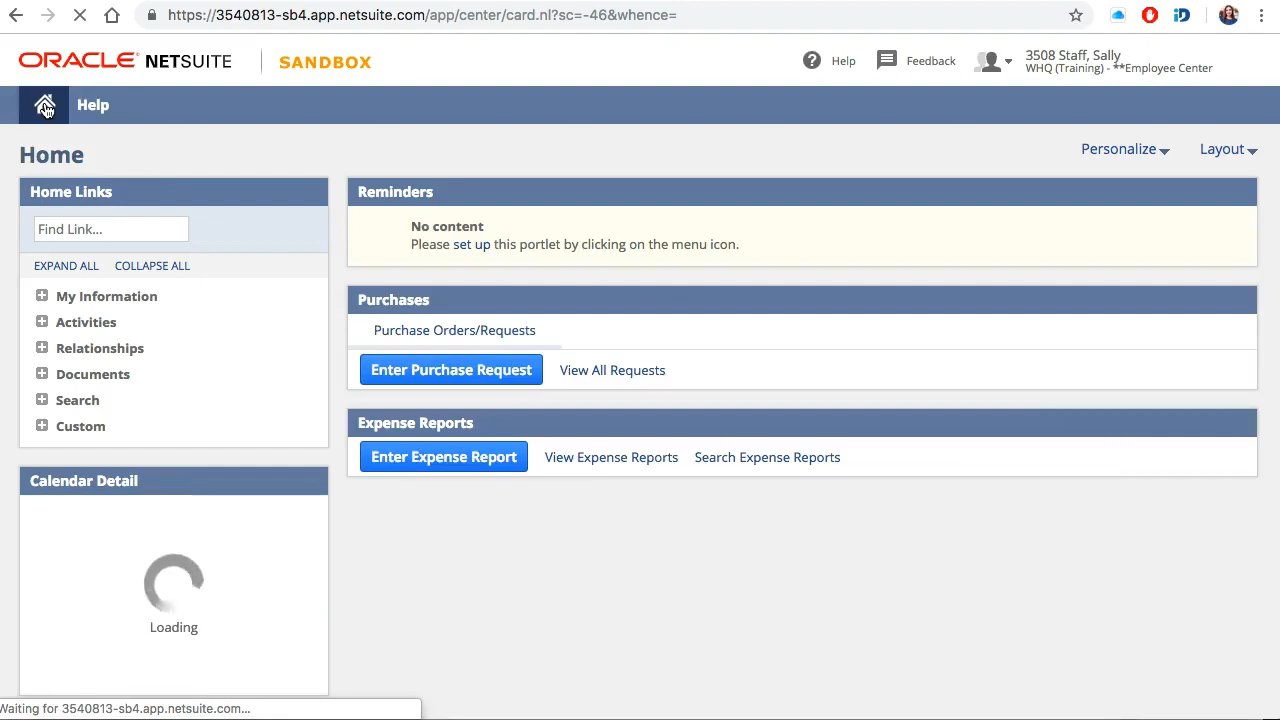 https://3540813-sb4.app.netsuite.com/app/center/card.nl?sc=-46&whence=
ORACLE NETSUITE SANDBOX
Help Feedback
3508 Staff, Sally
WHQ (Training) - **Employee Center
Help
Home
Personalize Layout
Home Links
Find Link...
EXPAND ALL COLLAPSE ALL
My Information
Activities
Relationships
Documents
Search
Custom
Calendar Detail
Loading
Reminders
No content
Please set up this portlet by clicking on the menu icon.
Purchases
Purchase Orders/Requests
Enter Purchase Request View All Requests
Expense Reports
Enter Expense Report View Expense Reports Search Expense Reports
Waiting for 3540813-sb4.app.netsuite.com...